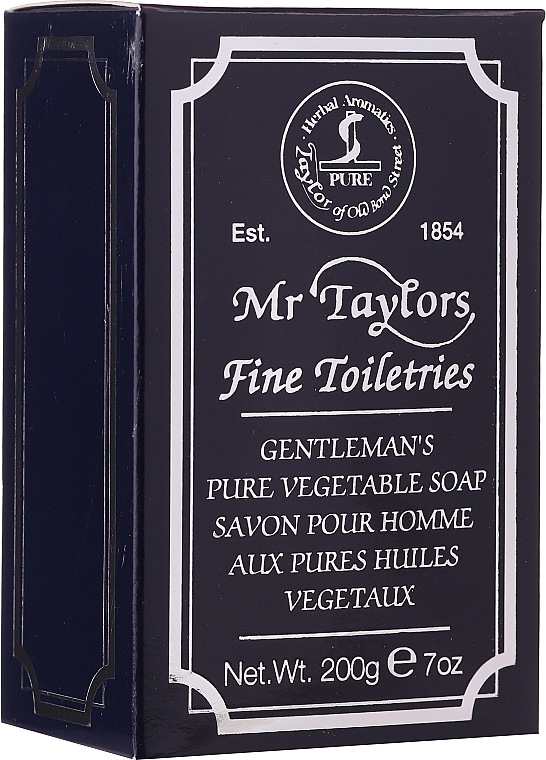 · Herbal Aromatics ·
PURE
Taylor of Old Bond Street
Est. 1854
Mr Taylors
Fine Toiletries
GENTLEMAN'S
PURE VEGETABLE SOAP
SAVON POUR HOMME
AUX PURES HUILES
VEGETAUX
Net.Wt. 200g ℮ 7oz